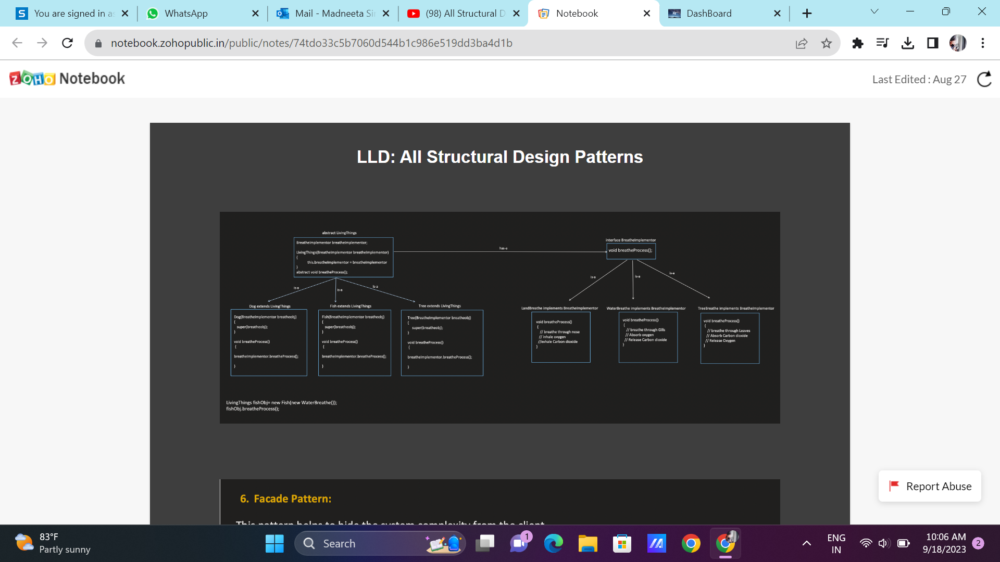 You are signed in as
WhatsApp
Mail - Madneeta Sin
(98) All Structural D
Notebook
DashBoard
notebook.zohopublic.in/public/notes/74tdo33c5b7060d544b1c986e519dd3ba4d1b
ZOHO Notebook
Last Edited : Aug 27
LLD: All Structural Design Patterns
abstract LivingThings
BreatheImplementor breatheImplementor;
LivingThings(BreatheImplementor breatheImplementor)
{
this.breatheImplementor = breatheImplementor
}
abstract void breatheProcess();
has-a
interface BreatheImplementor
void breatheProcess();
is-a
is-a
is-a
is-a
is-a
is-a
Dog extends LivingThings
Dog(BreatheImplementor breatheobj)
{
super(breatheobj);
}
void breatheProcess()
{
breatheImplementor.breatheProcess();
}
Fish extends LivingThings
Fish(BreatheImplementor breatheobj)
{
super(breatheobj);
}
void breatheProcess()
{
breatheImplementor.breatheProcess();
}
Tree extends LivingThings
Tree(BreatheImplementor breatheobj)
{
super(breatheobj);
}
void breatheProcess()
{
breatheImplementor.breatheProcess();
}
LandBreathe implements BreatheImplementor
void breatheProcess()
{
// breathe through nose
// inhale oxygen
//exhale Carbon dioxide
}
WaterBreathe implements BreatheImplementor
void breatheProcess()
{
// breathe through Gills
// Absorb oxygen
// Release Carbon dioxide
}
TreeBreathe implements BreatheImplementor
void breatheProcess()
{
// breathe through Leaves
// Absorb Carbon dioxide
// Release Oxygen
}
LivingThings fishObj= new Fish(new WaterBreathe());
fishObj.breatheProcess();
6. Facade Pattern:
This pattern helps to hide the system complexity from the client
Report Abuse
83°F
Partly sunny
Search
1
ENG
IN
10:06 AM
9/18/2023
2